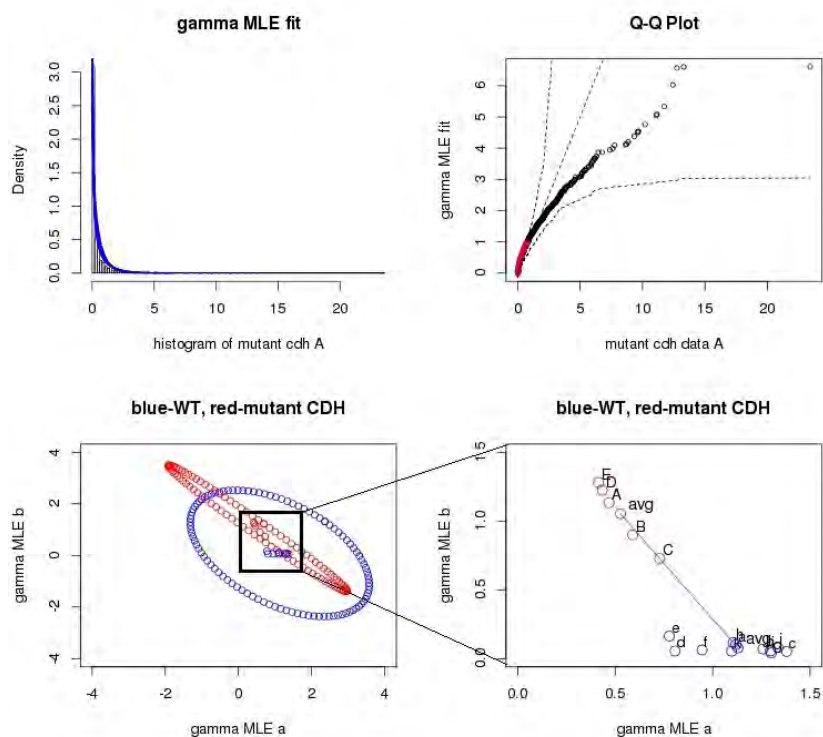 gamma MLE fit
Density
0.0 0.5 1.0 1.5 2.0 2.5 3.0
0 5 10 15 20
histogram of mutant cdh A
Q-Q Plot
gamma MLE fit
0 1 2 3 4 5 6
0 5 10 15 20
mutant cdh data A
blue-WT, red-mutant CDH
gamma MLE b
-4 -2 0 2 4
-4 -2 0 2 4
gamma MLE a
blue-WT, red-mutant CDH
gamma MLE b
0 0.5 1.0 1.5
E
D
A
avg
B
C
e
d
f
avg
j
c
0.0 0.5 1.0 1.5
gamma MLE a